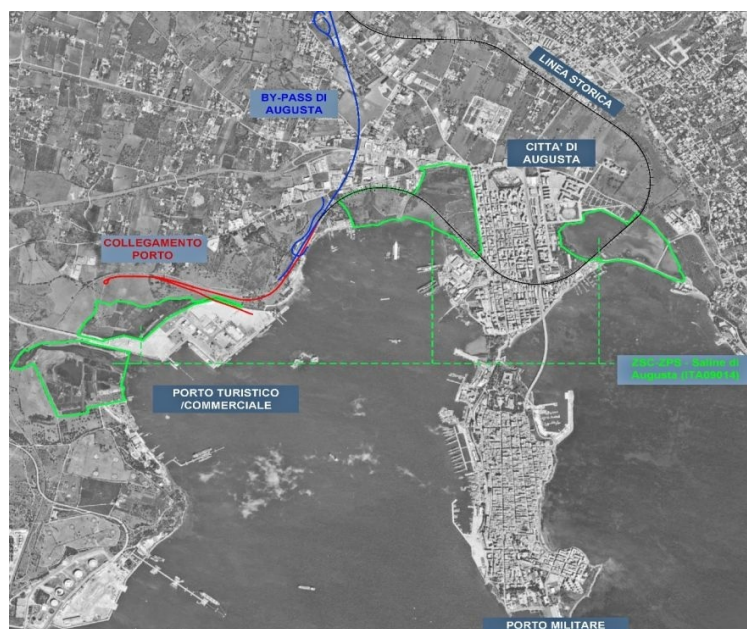 LINEA STORICA
BY-PASS DI
AUGUSTA
CITTA' DI
AUGUSTA
COLLEGAMENTO
PORTO
ZSC-ZPS - Saline di
Augusta (ITA09014)
PORTO TURISTICO
/COMMERCIALE
PORTO MILITARE